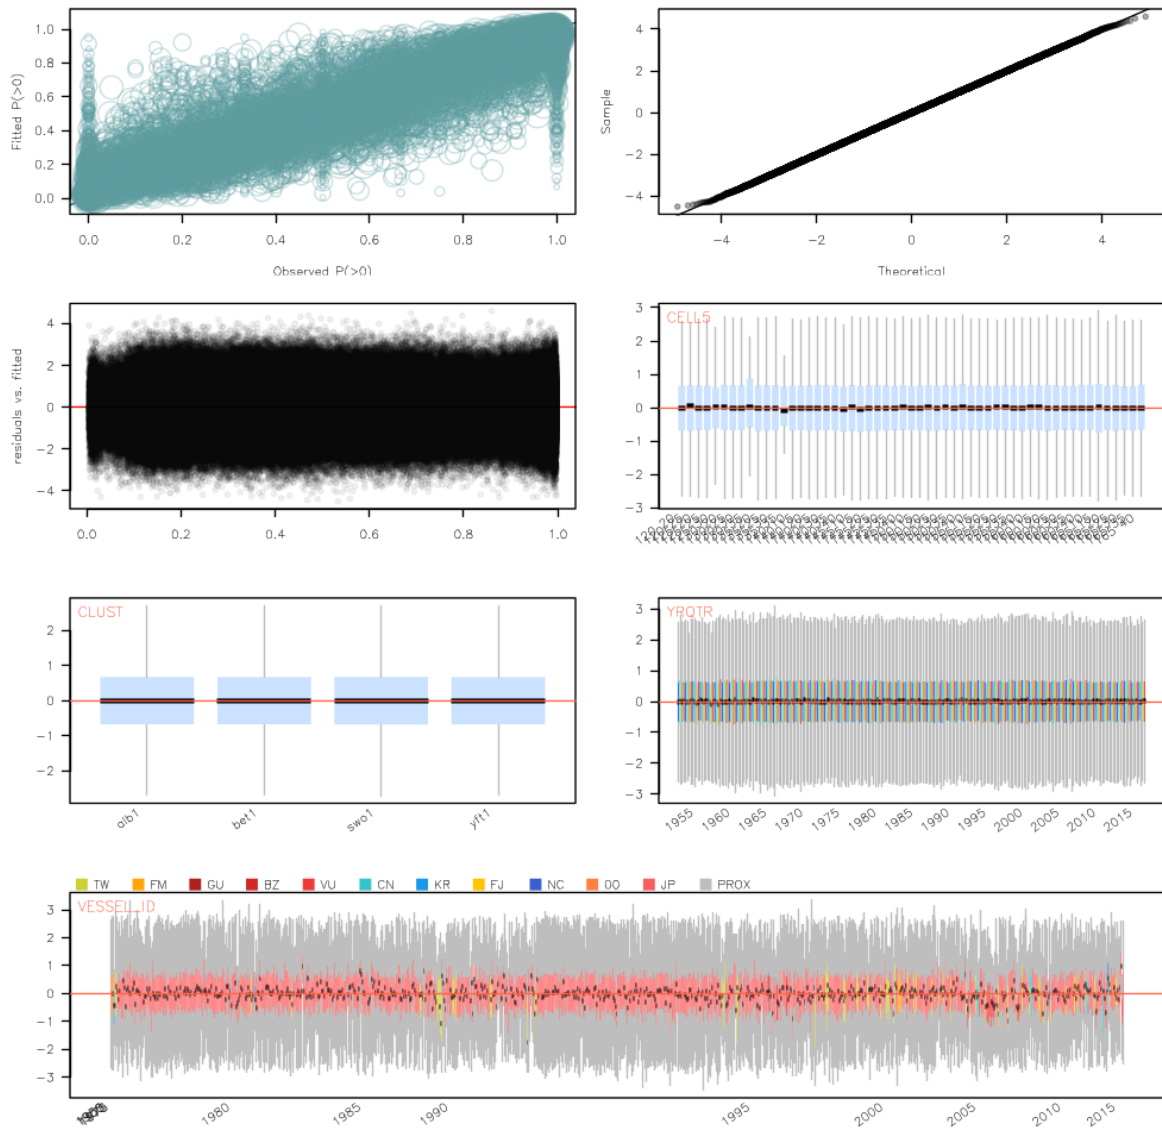 1.0
0.8
0.6
0.4
0.2
0.0
Fitted P(>0)
0.0 0.2 0.4 0.6 0.8 1.0
Observed P(>0)
4
2
0
−2
−4
Sample
−4 −2 0 2 4
Theoretical
4
2
0
−2
−4
residuals vs. fitted
0.0 0.2 0.4 0.6 0.8 1.0
CELL5
3
2
1
0
−1
−2
−3
CLUST
2
1
0
−1
−2
alb1 bet1 swo1 yft1
YRQTR
3
2
1
0
−1
−2
−3
1955 1960 1965 1970 1975 1980 1985 1990 1995 2000 2005 2010 2015
TW FM GU BZ VU CN KR FJ NC OO JP PROX
VESSEL_ID
3
2
1
0
−1
−2
−3
1980 1985 1990 1995 2000 2005 2010 2015